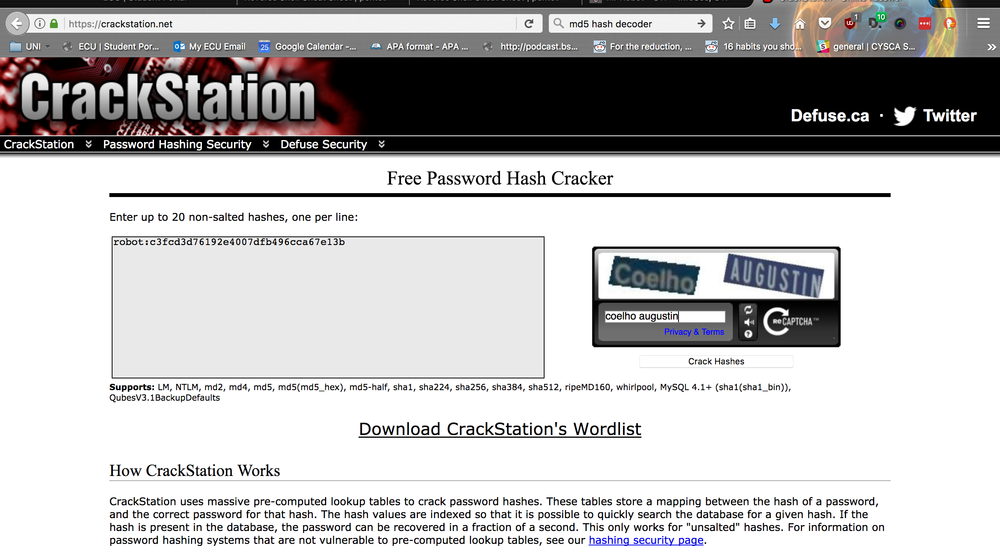 https://crackstation.net
md5 hash decoder
1
10
UNI
ECU | Student Por...
My ECU Email
25
Google Calendar -...
APA format - APA ...
http://podcast.bs...
For the reduction, ...
16 habits you sho...
general | CYSCA S...
CrackStation
Defuse.ca · Twitter
CrackStation Password Hashing Security Defuse Security
Free Password Hash Cracker
Enter up to 20 non-salted hashes, one per line:
robot:c3fcd3d76192e4007dfb496cca67e13b
Coelho AUGUSTIN
coelho augustin
Privacy & Terms
reCAPTCHA™
Crack Hashes
Supports: LM, NTLM, md2, md4, md5, md5(md5_hex), md5-half, sha1, sha224, sha256, sha384, sha512, ripeMD160, whirlpool, MySQL 4.1+ (sha1(sha1_bin)),
QubesV3.1BackupDefaults
Download CrackStation's Wordlist
How CrackStation Works
CrackStation uses massive pre-computed lookup tables to crack password hashes. These tables store a mapping between the hash of a password,
and the correct password for that hash. The hash values are indexed so that it is possible to quickly search the database for a given hash. If the
hash is present in the database, the password can be recovered in a fraction of a second. This only works for "unsalted" hashes. For information on
password hashing systems that are not vulnerable to pre-computed lookup tables, see our hashing security page.